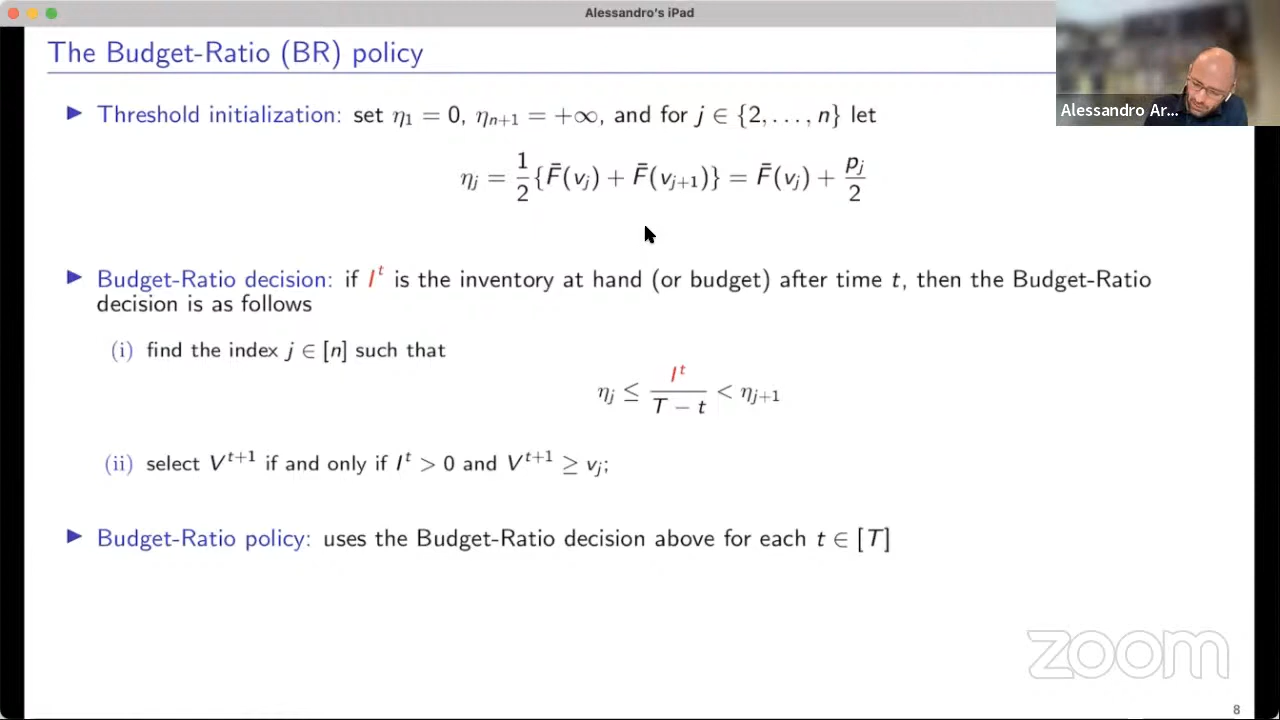 Alessandro's iPad
The Budget-Ratio (BR) policy
Alessandro Ar...
▶ Threshold initialization: set η₁ = 0, ηₙ₊₁ = +∞, and for j ∈ {2, . . . , n} let
ηⱼ = 1/2 {F̄(vⱼ) + F̄(vⱼ₊₁)} = F̄(vⱼ) + pⱼ/2
▶ Budget-Ratio decision: if Iᵗ is the inventory at hand (or budget) after time t, then the Budget-Ratio
decision is as follows
(i) find the index j ∈ [n] such that
ηⱼ ≤ Iᵗ/(T − t) < ηⱼ₊₁
(ii) select Vᵗ⁺¹ if and only if Iᵗ > 0 and Vᵗ⁺¹ ≥ vⱼ;
▶ Budget-Ratio policy: uses the Budget-Ratio decision above for each t ∈ [T]
zoom
8